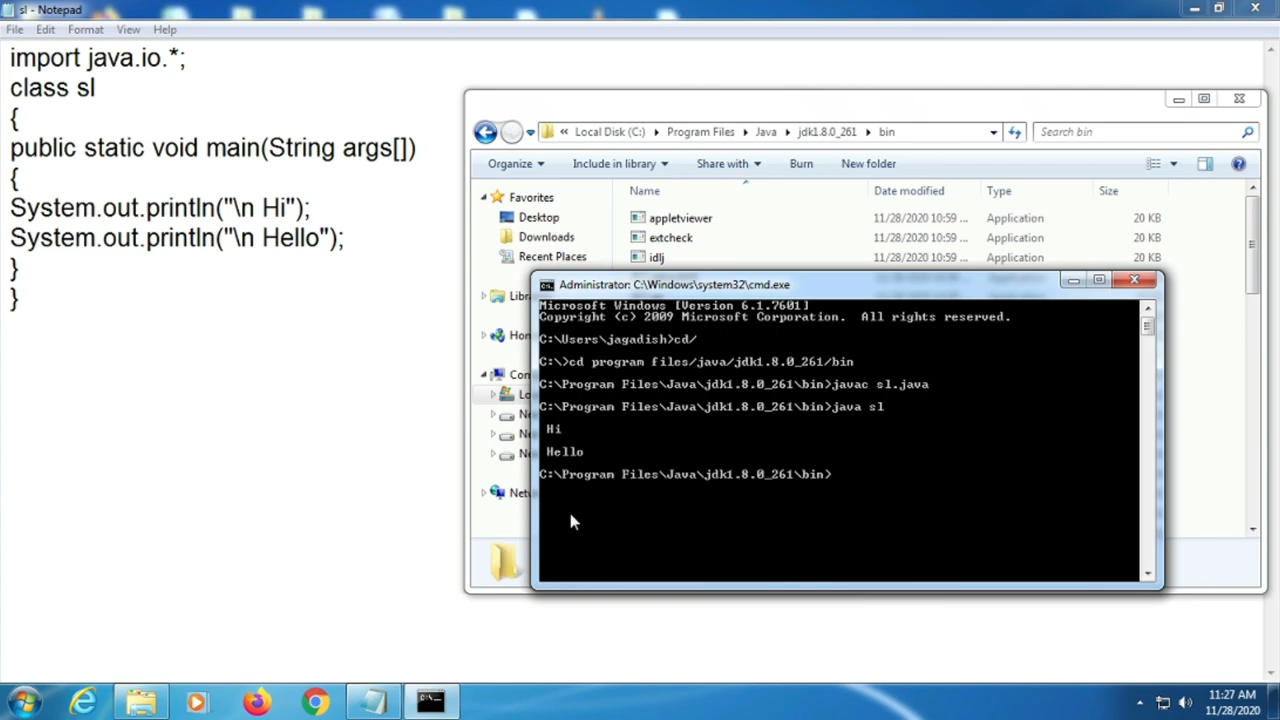 sl - Notepad
File Edit Format View Help
import java.io.*;
class sl
{
public static void main(String args[])
{
System.out.println("\n Hi");
System.out.println("\n Hello");
}
}
« Local Disk (C:) Program Files Java jdk1.8.0_261 bin
Search bin
Organize Include in library Share with Burn New folder
Name Date modified Type Size
Favorites
Desktop
Downloads
Recent Places
appletviewer 11/28/2020 10:59 ... Application 20 KB
extcheck 11/28/2020 10:59 ... Application 20 KB
idlj 11/28/2020 10:59 ... Application 20 KB
Administrator: C:\Windows\system32\cmd.exe
Microsoft Windows [Version 6.1.7601]
Copyright (c) 2009 Microsoft Corporation. All rights reserved.
C:\Users\jagadish>cd/
C:\>cd program files/java/jdk1.8.0_261/bin
C:\Program Files\Java\jdk1.8.0_261\bin>javac sl.java
C:\Program Files\Java\jdk1.8.0_261\bin>java sl
Hi
Hello
C:\Program Files\Java\jdk1.8.0_261\bin>
11:27 AM
11/28/2020